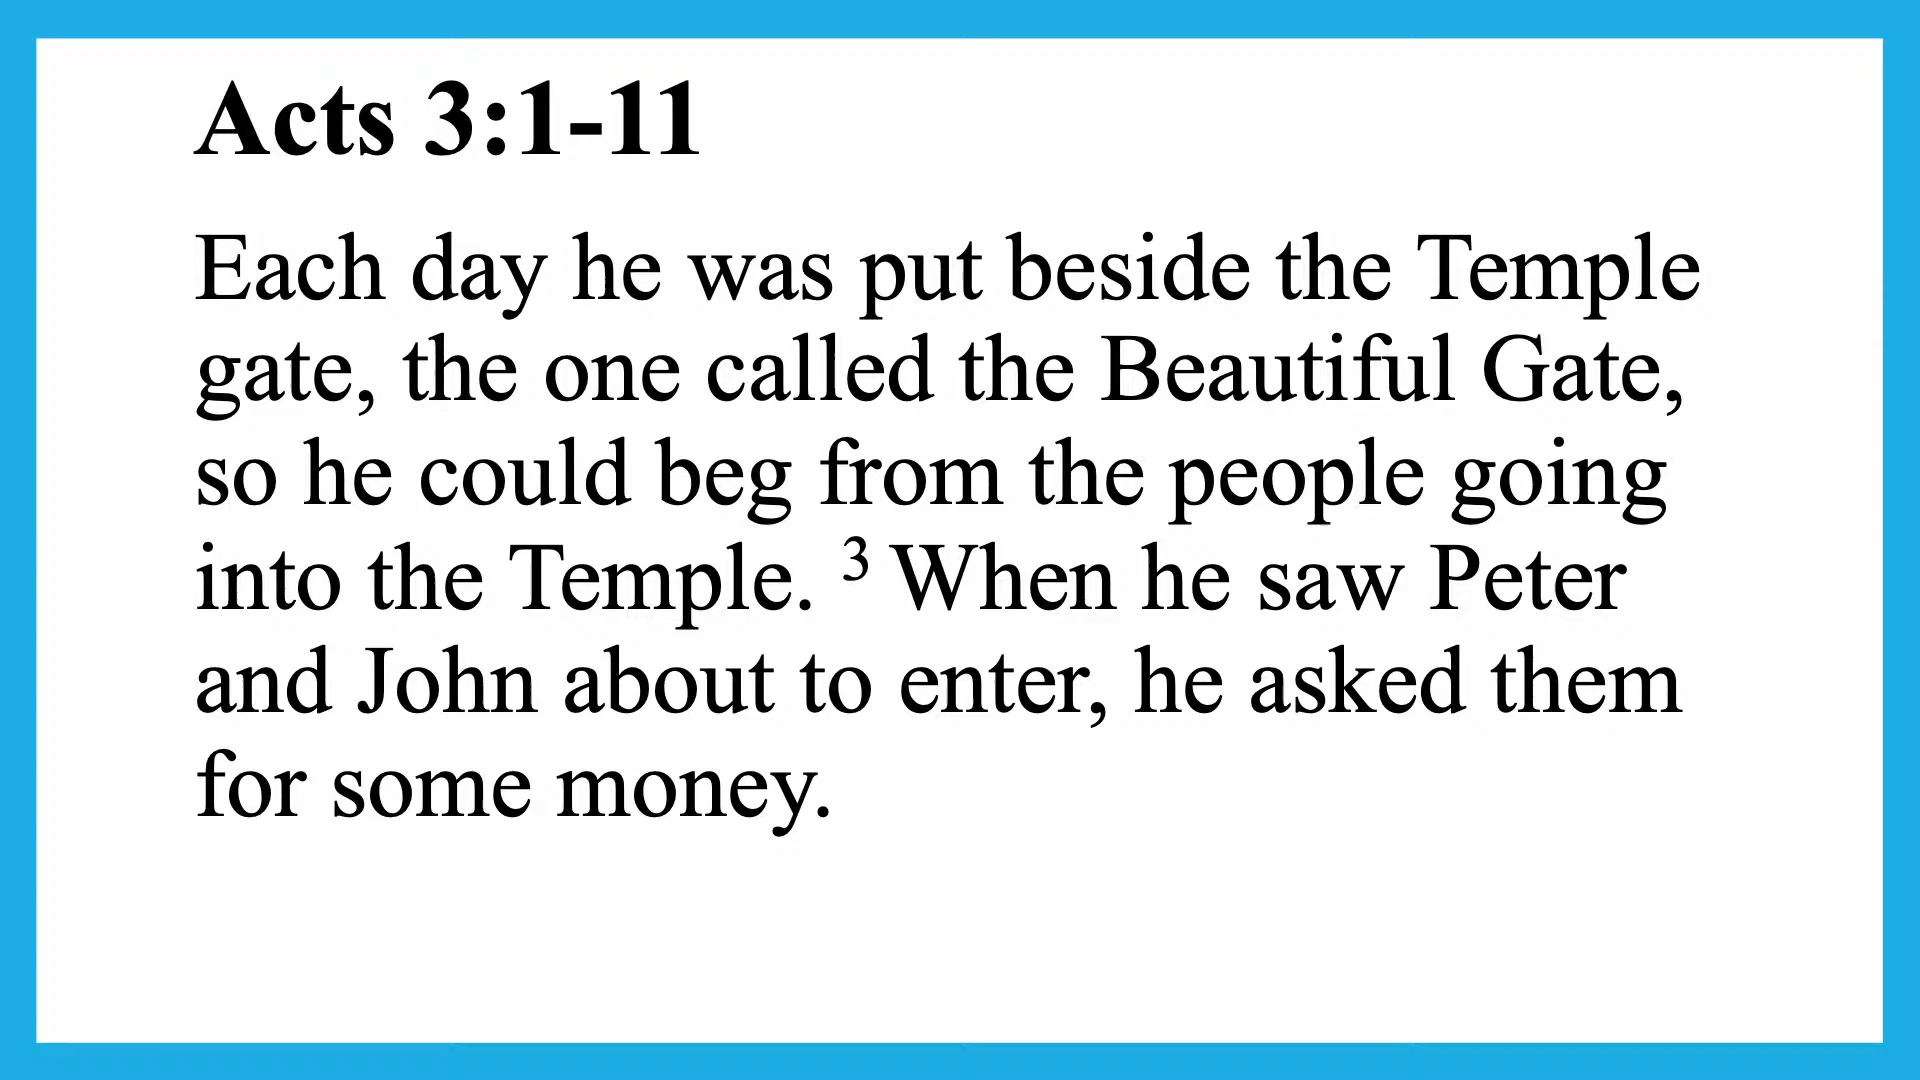 Acts 3:1-11
Each day he was put beside the Temple
gate, the one called the Beautiful Gate,
so he could beg from the people going
into the Temple. ³ When he saw Peter
and John about to enter, he asked them
for some money.